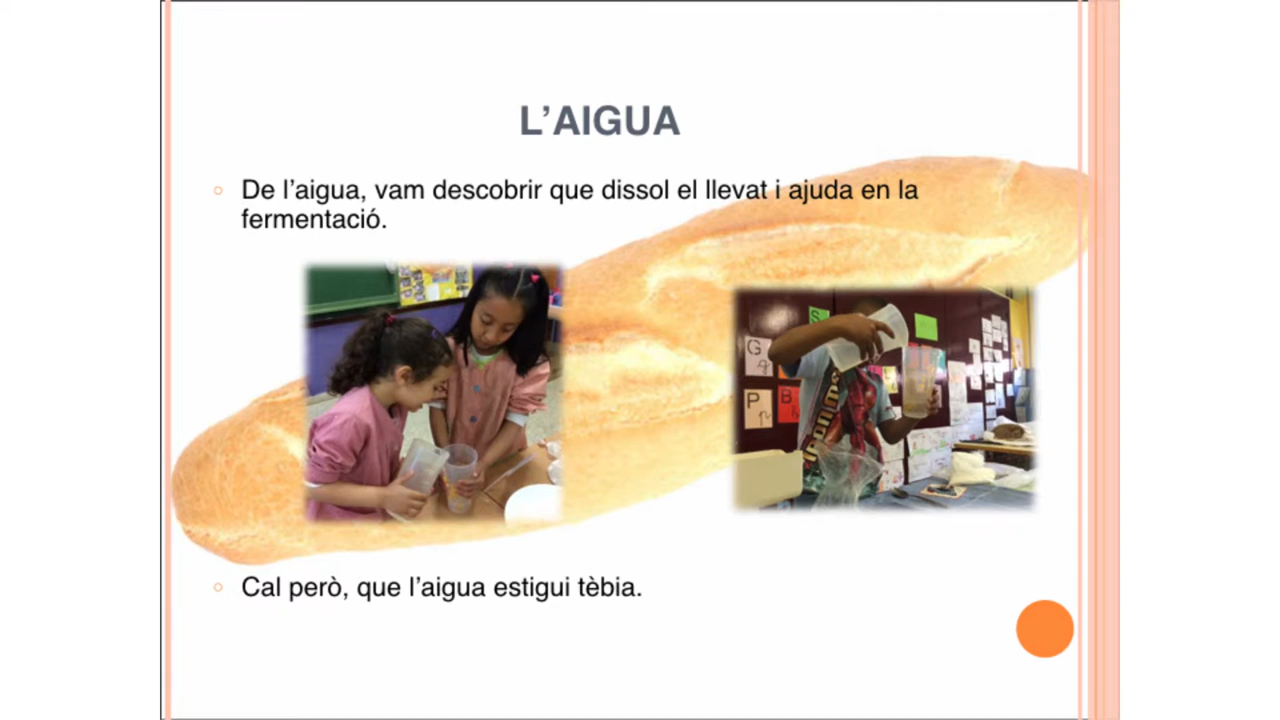 L'AIGUA
De l'aigua, vam descobrir que dissol el llevat i ajuda en la
fermentació.
S
G
P
B
Cal però, que l'aigua estigui tèbia.